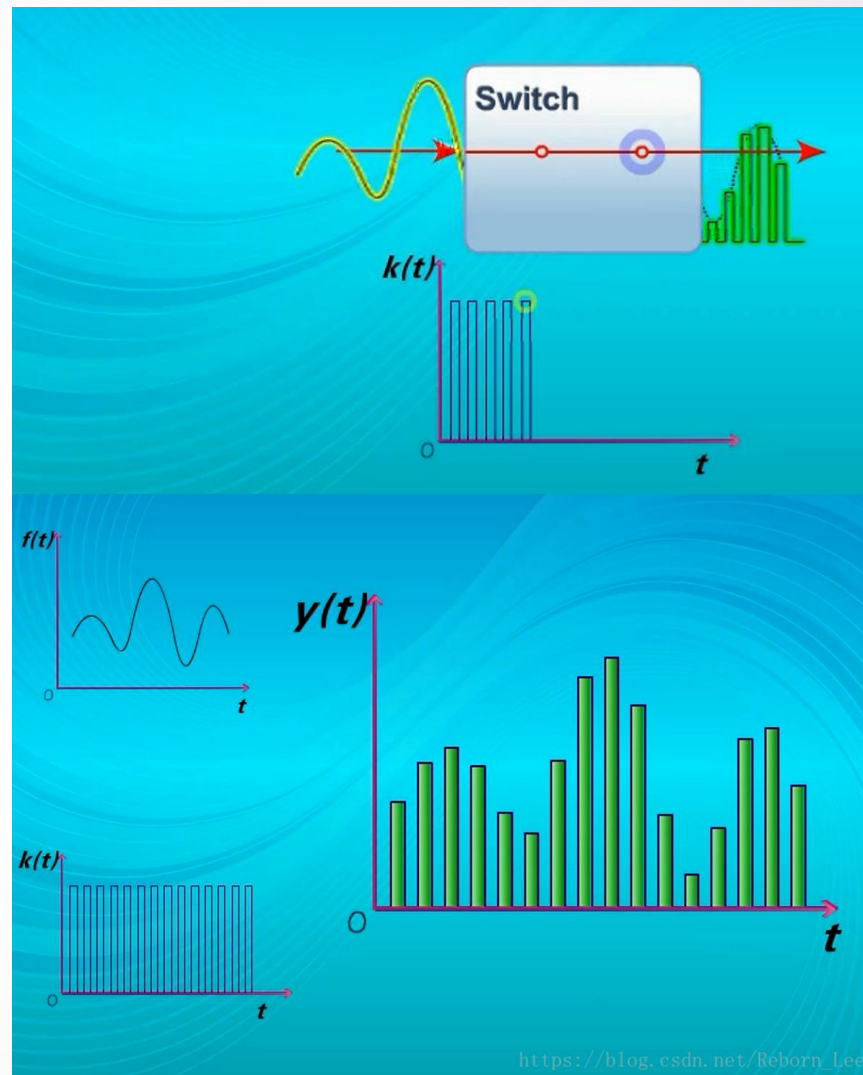 Switch
k(t)
O
t
f(t)
O
t
y(t)
O
t
k(t)
O
t
https://blog.csdn.net/Reborn_Lee